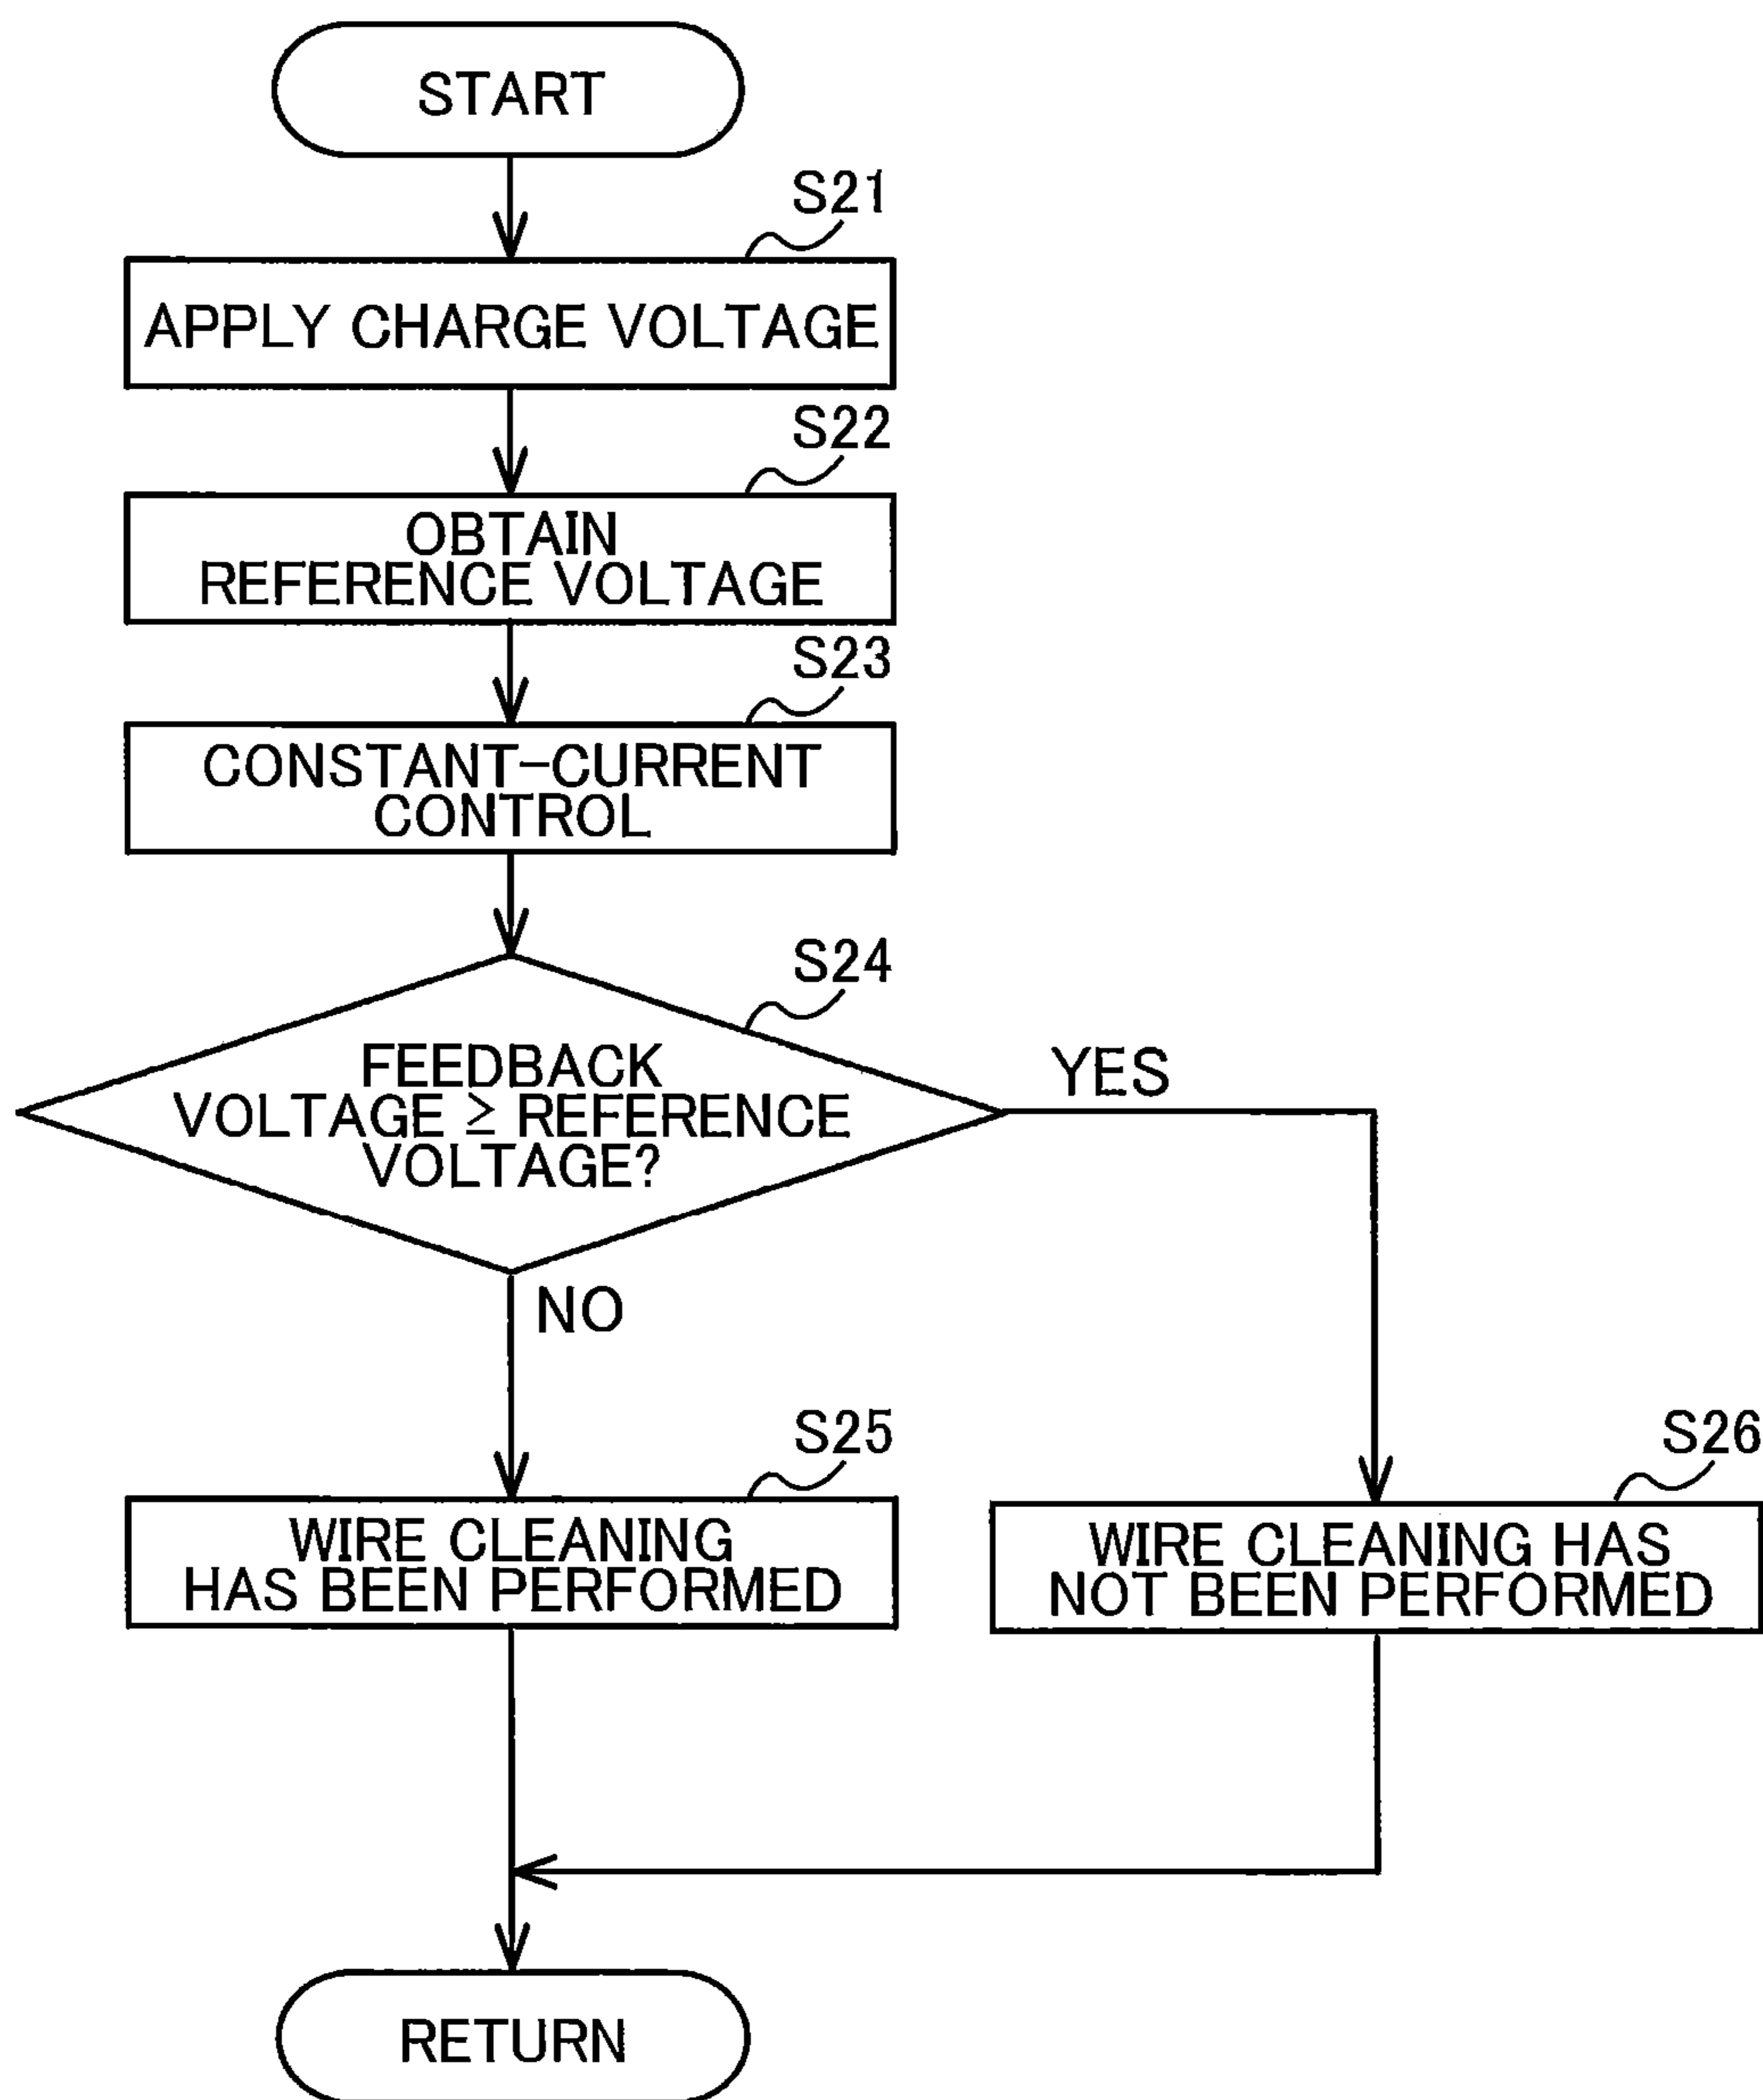 START
S21
APPLY CHARGE VOLTAGE
S22
OBTAIN
REFERENCE VOLTAGE
S23
CONSTANT-CURRENT
CONTROL
S24
FEEDBACK
VOLTAGE ≥ REFERENCE
VOLTAGE?
YES
NO
S25
WIRE CLEANING
HAS BEEN PERFORMED
S26
WIRE CLEANING HAS
NOT BEEN PERFORMED
RETURN